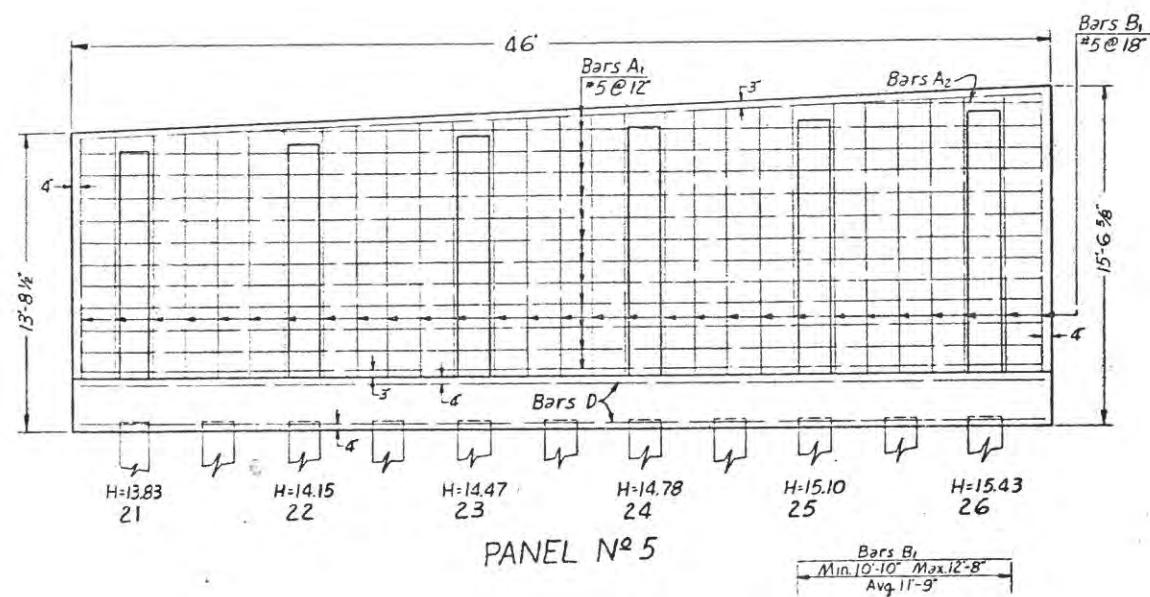 46'
Bars B₁
#5 @ 18"
Bars A₁
#5 @ 12"
3"
Bars A₂
4"
13'-8½"
15'-6⅝"
4"
3"
4"
Bars D
4"
H=13.83
H=14.15
H=14.47
H=14.78
H=15.10
H=15.43
21
22
23
24
25
26
PANEL Nº 5
Bars B₁
Min. 10'-10" Max. 12'-8"
Avg. 11'-9"